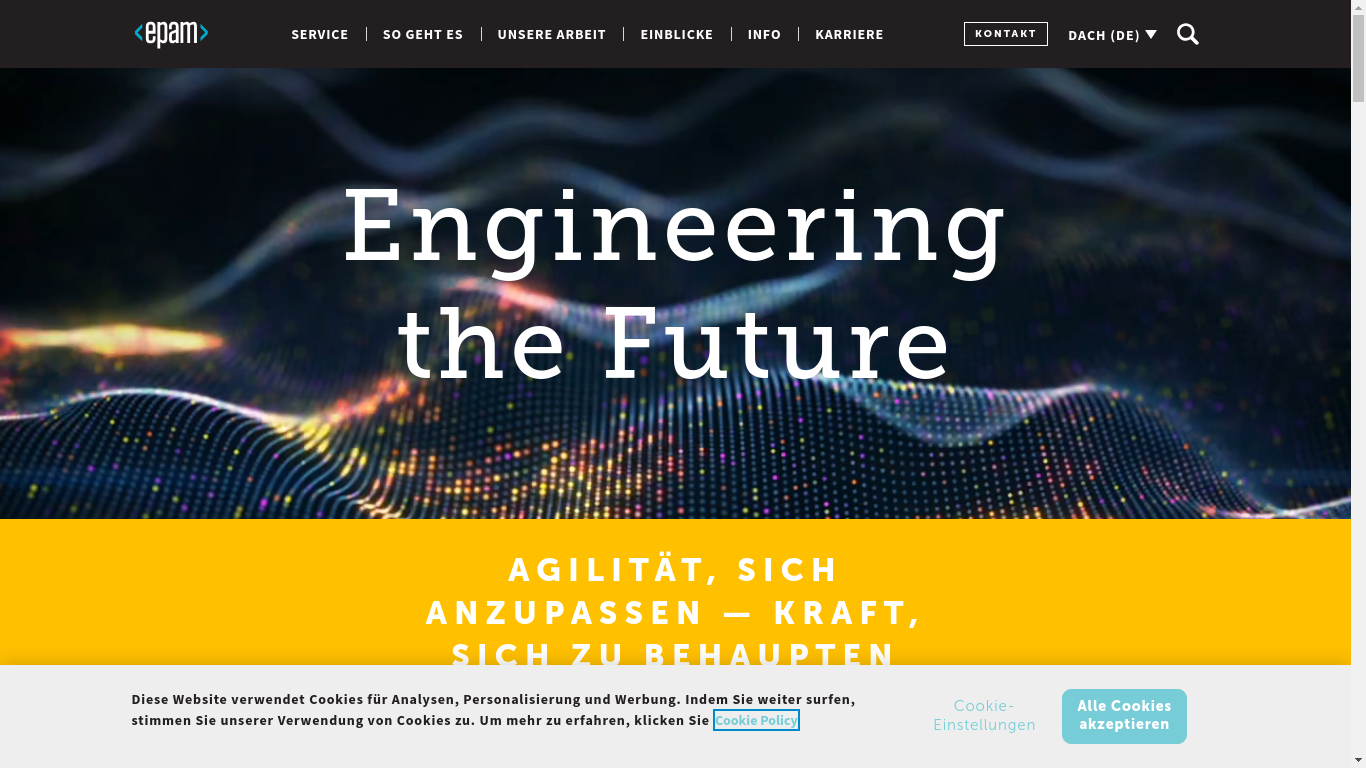 <epam>
SERVICE
SO GEHT ES
UNSERE ARBEIT
EINBLICKE
INFO
KARRIERE
KONTAKT
DACH (DE)
Engineering
the Future
AGILITÄT, SICH
ANZUPASSEN — KRAFT,
SICH ZU BEHAUPTEN
Diese Website verwendet Cookies für Analysen, Personalisierung und Werbung. Indem Sie weiter surfen,
stimmen Sie unserer Verwendung von Cookies zu. Um mehr zu erfahren, klicken Sie Cookie Policy
Cookie-
Einstellungen
Alle Cookies
akzeptieren